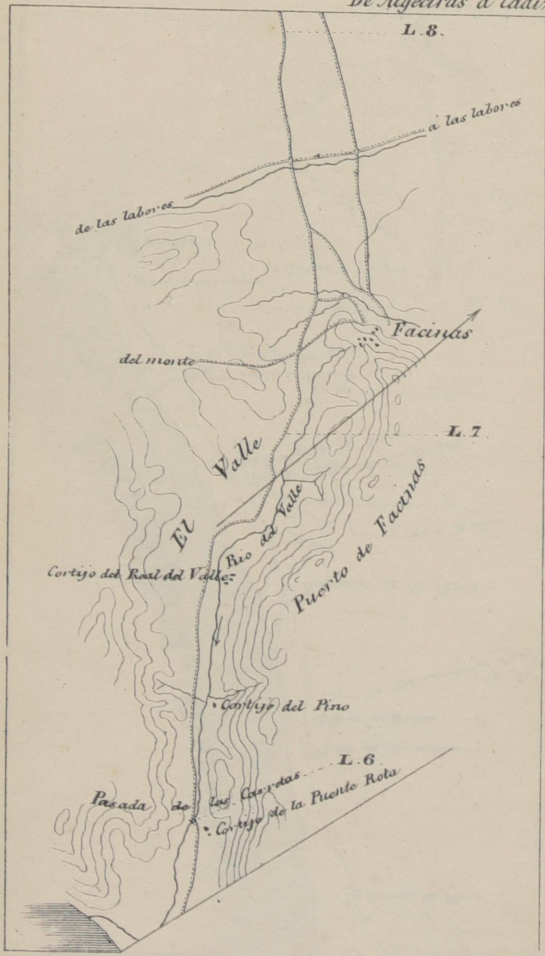 De Algeciras á Cadiz
L.8.
á las labores
de las labores
Facinas
del monte
L.7
El Valle
Rio del Valle
Puerto de Facinas
Cortijo del Real del Valle
Cortijo del Pino
L.6
Pasada de las Carretas
Cortijo de la Puente Rota